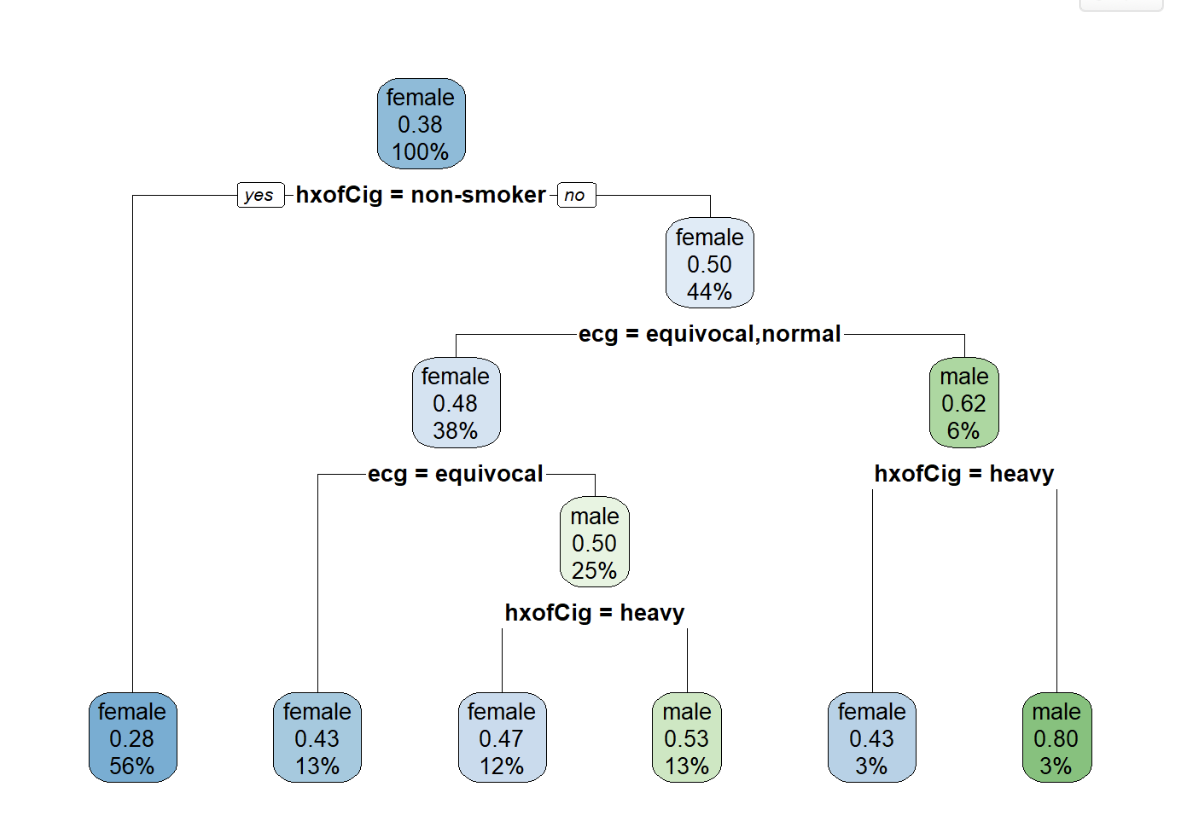 female
0.38
100%
yes hxofCig = non-smoker no
female
0.50
44%
ecg = equivocal,normal
female
0.48
38%
male
0.62
6%
ecg = equivocal
hxofCig = heavy
male
0.50
25%
hxofCig = heavy
female
0.28
56%
female
0.43
13%
female
0.47
12%
male
0.53
13%
female
0.43
3%
male
0.80
3%